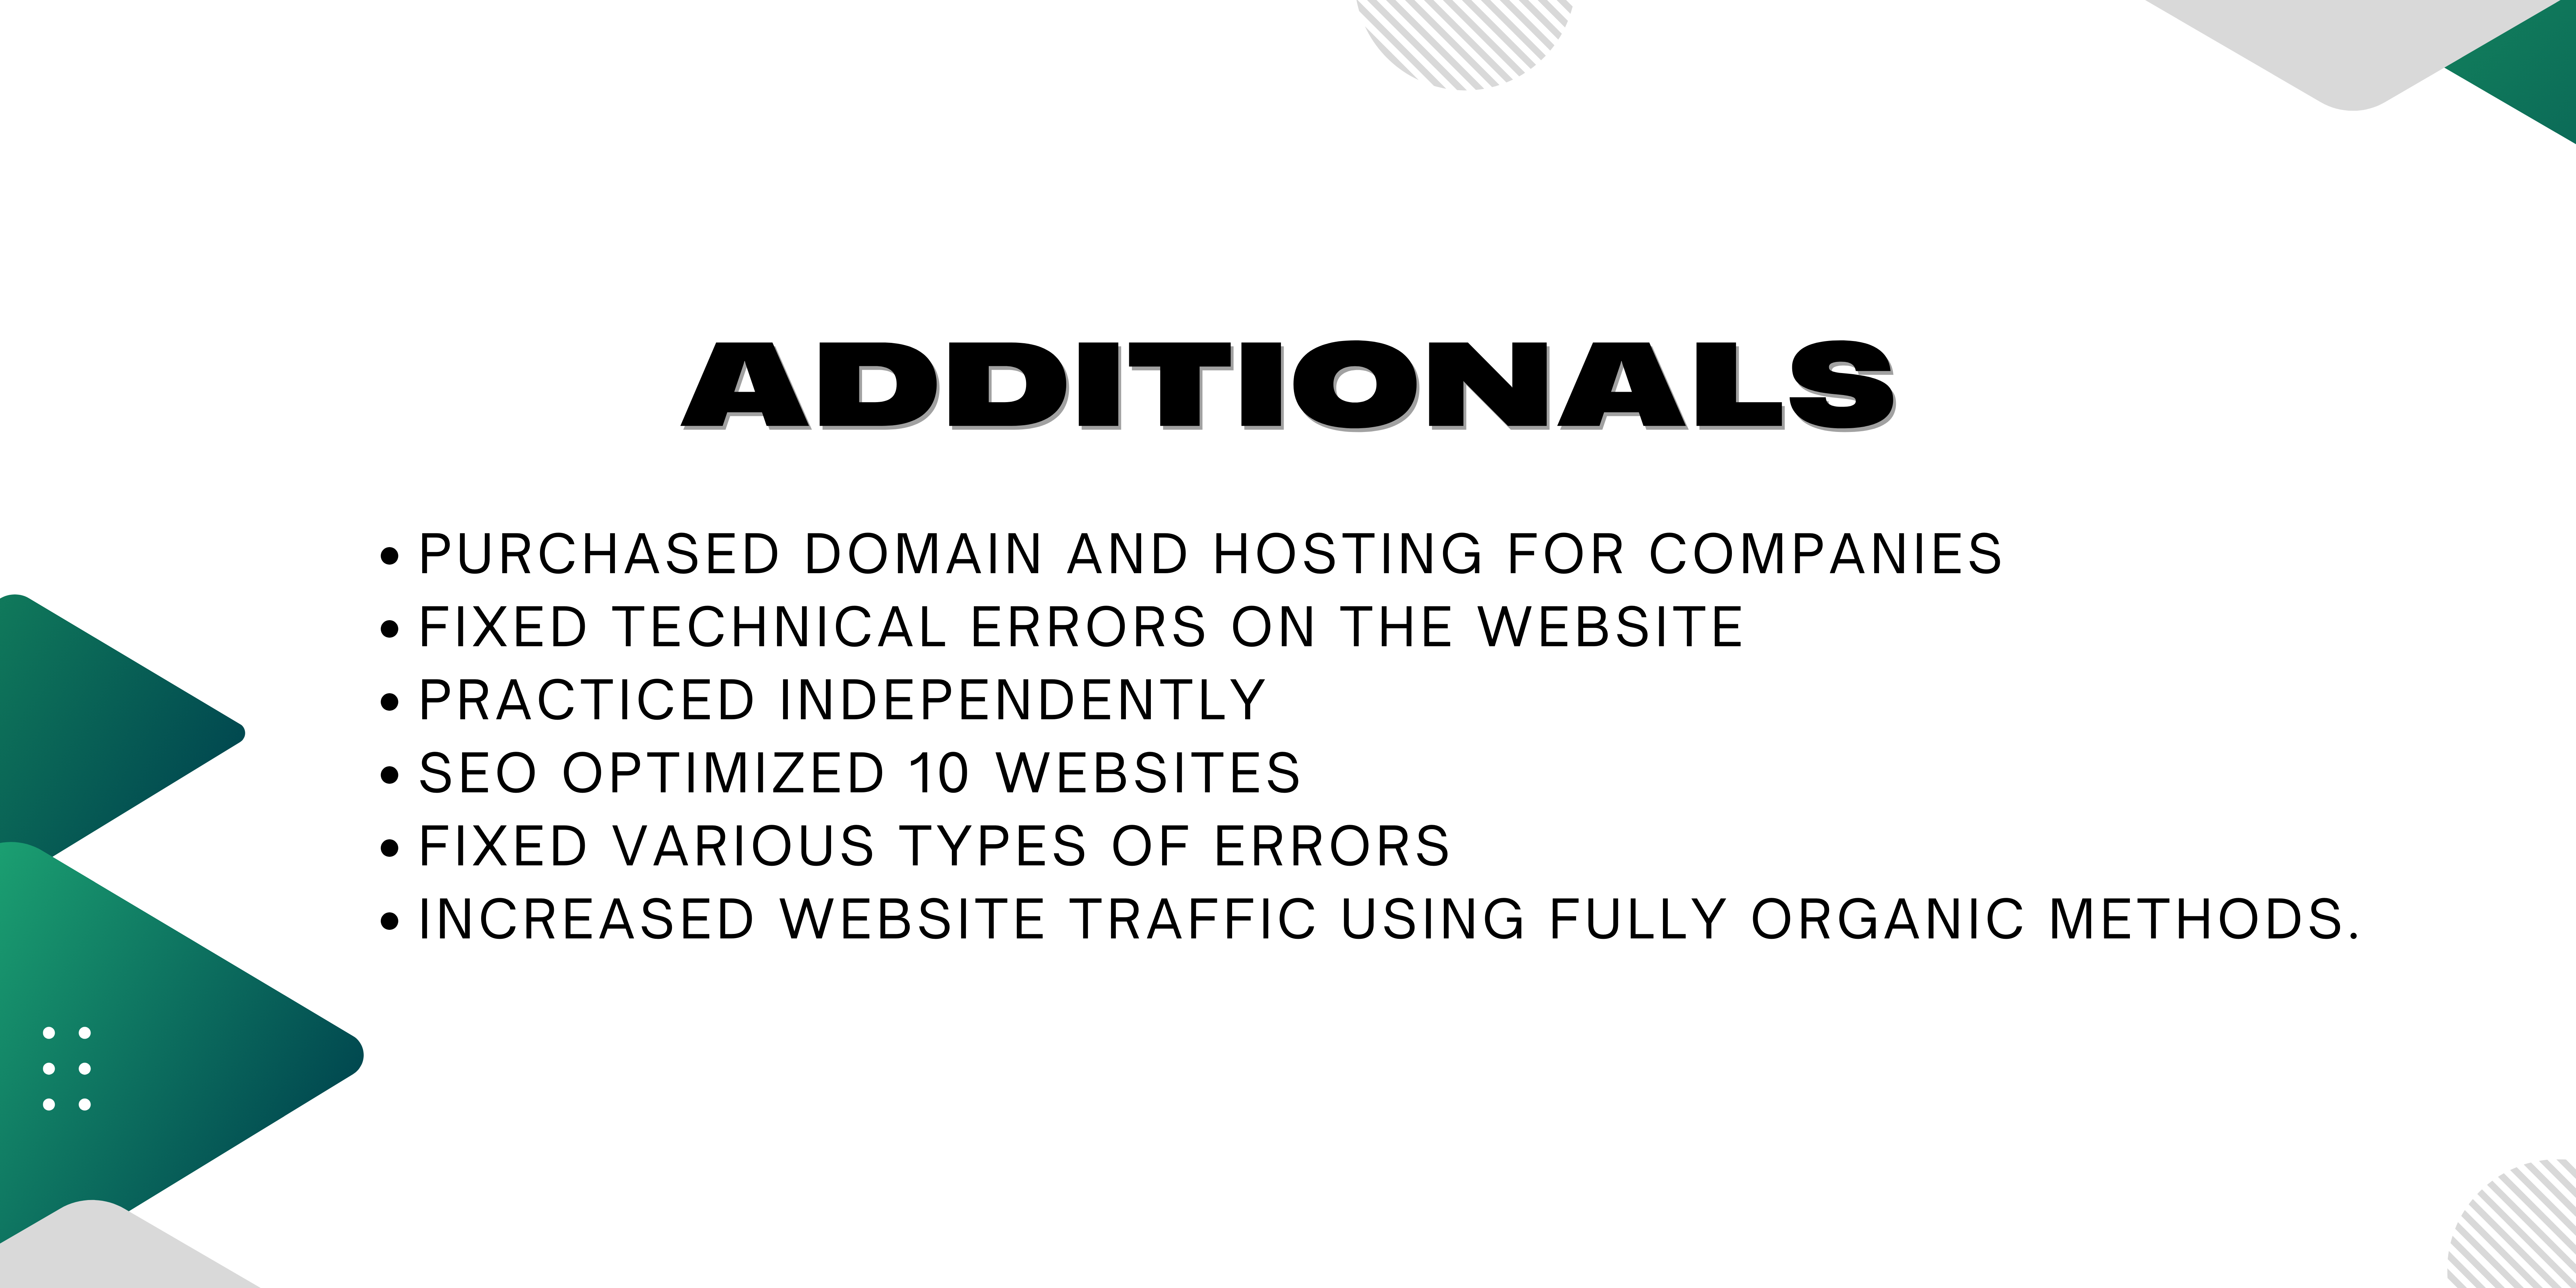 ADDITIONALS
• PURCHASED DOMAIN AND HOSTING FOR COMPANIES
• FIXED TECHNICAL ERRORS ON THE WEBSITE
• PRACTICED INDEPENDENTLY
• SEO OPTIMIZED 10 WEBSITES
• FIXED VARIOUS TYPES OF ERRORS
• INCREASED WEBSITE TRAFFIC USING FULLY ORGANIC METHODS.